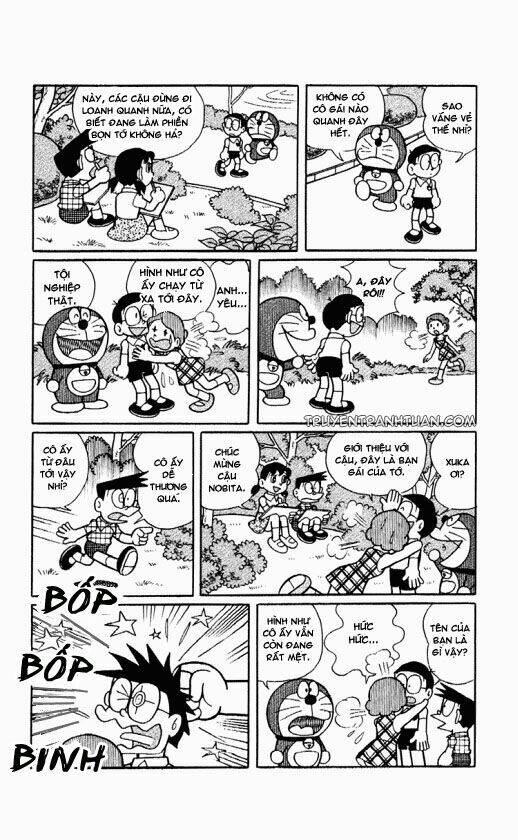 SAO
VẮNG VẺ
THẾ NHỈ?
KHÔNG CÓ
CÔ GÁI NÀO
QUANH ĐÂY
HẾT.
NÀY, CÁC CẬU ĐỪNG ĐI
LOANH QUANH NỮA, CÓ
BIẾT ĐANG LÀM PHIỀN
BỌN TỚ KHÔNG HẢ?
A, ĐÂY
RỒI!!
ANH...
YÊU...
HÌNH NHƯ CÔ
ẤY CHẠY TỪ
XA TỚI ĐÂY.
TỘI
NGHIỆP
THẬT.
TRUYENTRANHTUAN.COM
XUKA
ƠI?
GIỚI THIỆU VỚI
CẬU, ĐÂY LÀ BẠN
GÁI CỦA TỚ.
CHÚC
MỪNG
CẬU
NOBITA.
CÔ ẤY
DỄ
THƯƠNG
QUA.
CÔ ẤY TỪ
ĐÂU TỚI
VẬY NHỈ?
TÊN CỦA
BẠN LÀ
GÌ VẬY?
HỨC
HỨC...
HÌNH NHƯ
CÔ ẤY VẪN
CÒN ĐANG
RẤT MỆT.
BỐP
BỐP
BINH